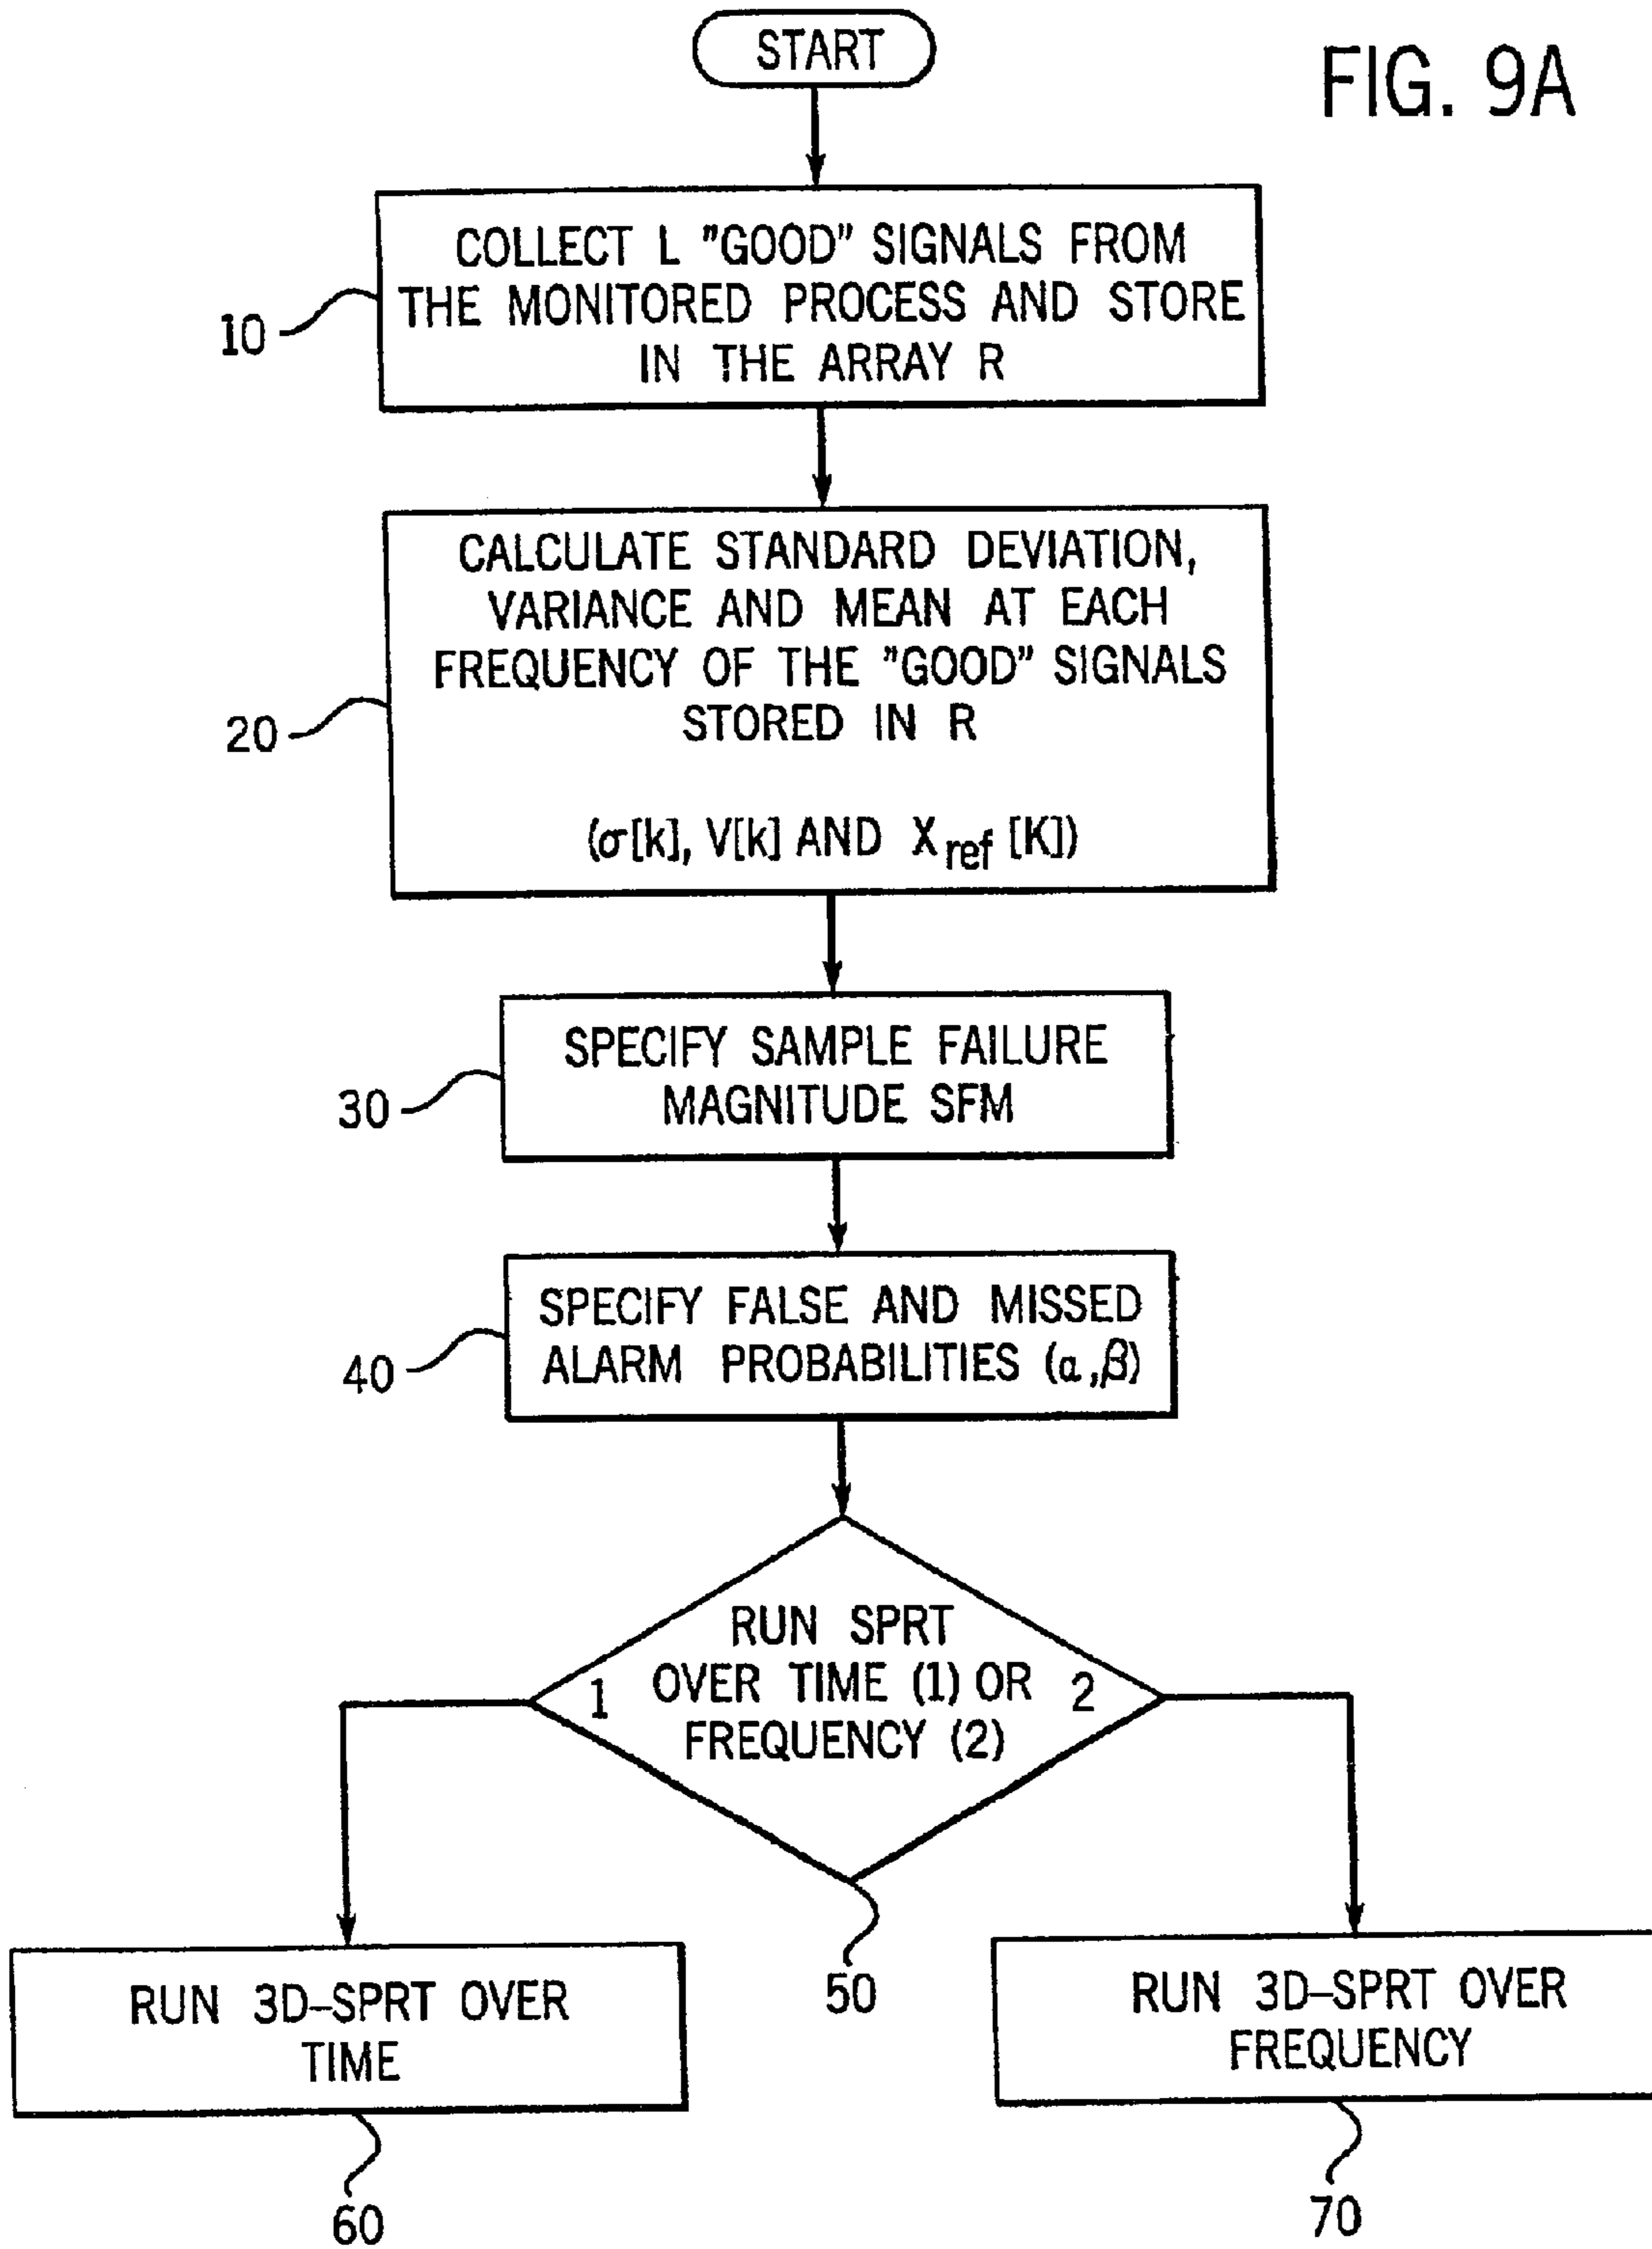 START
FIG. 9A
COLLECT L "GOOD" SIGNALS FROM
THE MONITORED PROCESS AND STORE
IN THE ARRAY R
10
CALCULATE STANDARD DEVIATION,
VARIANCE AND MEAN AT EACH
FREQUENCY OF THE "GOOD" SIGNALS
STORED IN R
(σ[k], V[k] AND X ref [K])
20
SPECIFY SAMPLE FAILURE
MAGNITUDE SFM
30
SPECIFY FALSE AND MISSED
ALARM PROBABILITIES (α,β)
40
RUN SPRT
OVER TIME (1) OR
FREQUENCY (2)
1
2
50
RUN 3D-SPRT OVER
TIME
60
RUN 3D-SPRT OVER
FREQUENCY
70